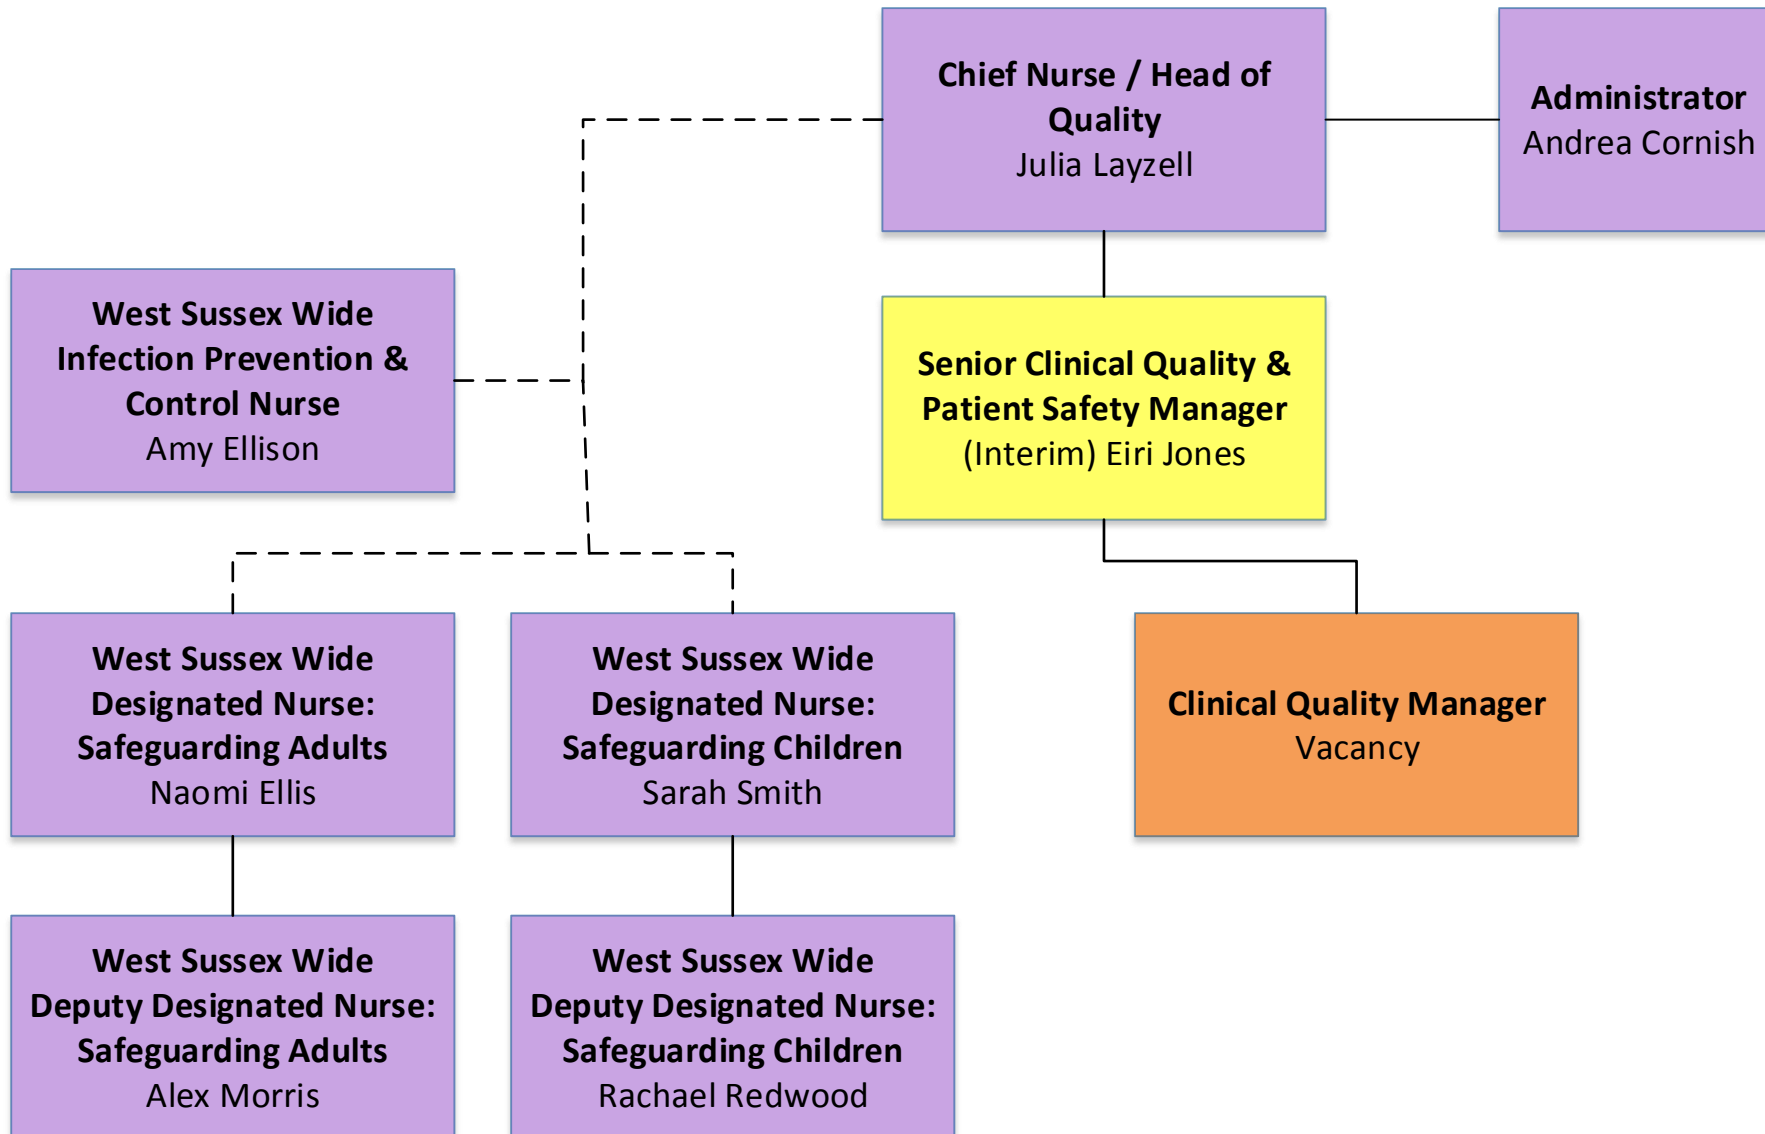 Chief Nurse / Head of
Quality
Julia Layzell
Administrator
Andrea Cornish
West Sussex Wide
Infection Prevention &
Control Nurse
Amy Ellison
Senior Clinical Quality &
Patient Safety Manager
(Interim) Eiri Jones
West Sussex Wide
Designated Nurse:
Safeguarding Adults
Naomi Ellis
West Sussex Wide
Designated Nurse:
Safeguarding Children
Sarah Smith
Clinical Quality Manager
Vacancy
West Sussex Wide
Deputy Designated Nurse:
Safeguarding Adults
Alex Morris
West Sussex Wide
Deputy Designated Nurse:
Safeguarding Children
Rachael Redwood